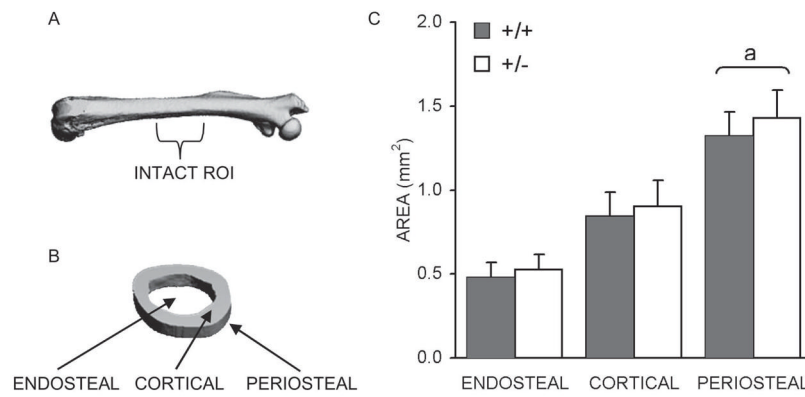 A
INTACT ROI
B
ENDOSTEAL CORTICAL PERIOSTEAL
C
+/+
+/-
a
AREA (mm²)
2.0
1.5
1.0
0.5
0.0
ENDOSTEAL CORTICAL PERIOSTEAL